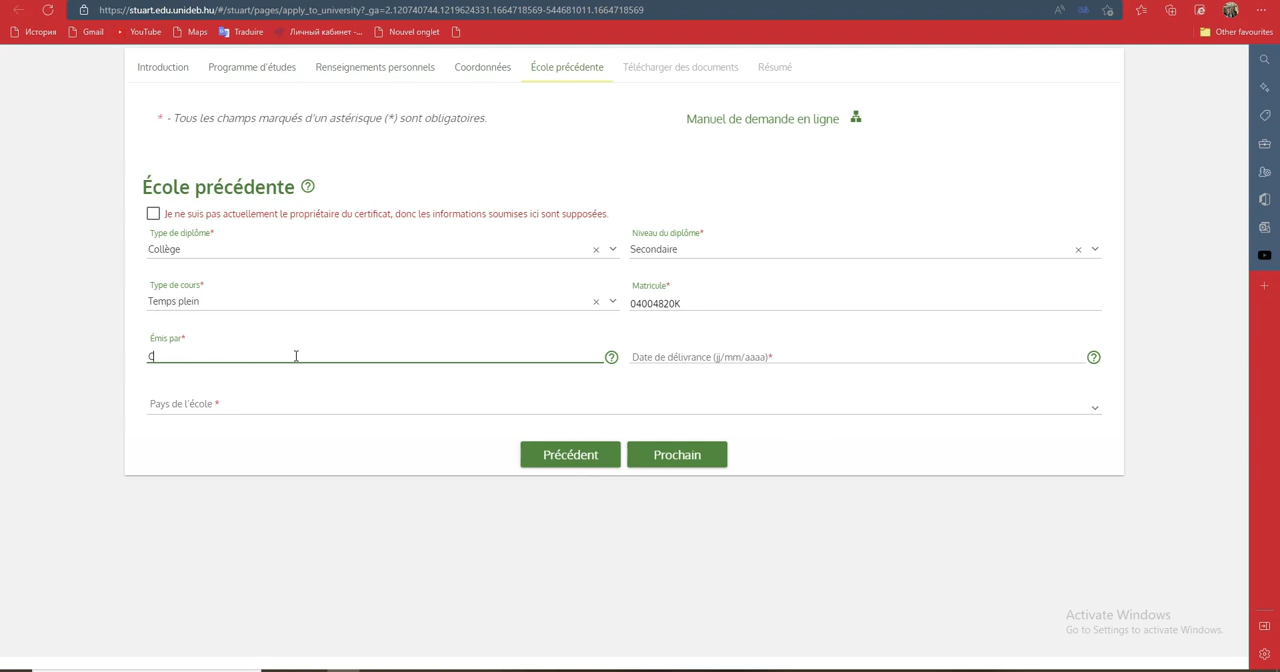 https://stuart.edu.unideb.hu/#/stuart/pages/apply_to_university?_ga=2.120740744.1219624331.1664718569-544681011.1664718569
История Gmail YouTube Maps Traduire Личный кабинет -... Nouvel onglet Other favourites
Introduction Programme d'études Renseignements personnels Coordonnées École précédente Télécharger des documents Résumé
* - Tous les champs marqués d'un astérisque (*) sont obligatoires. Manuel de demande en ligne
École précédente
Je ne suis pas actuellement le propriétaire du certificat, donc les informations soumises ici sont supposées.
Type de diplôme* Niveau du diplôme*
Collège Secondaire
Type de cours* Matricule*
Temps plein 04004820K
Émis par*
C Date de délivrance (jj/mm/aaaa)*
Pays de l'école *
Précédent Prochain
Activate Windows
Go to Settings to activate Windows.